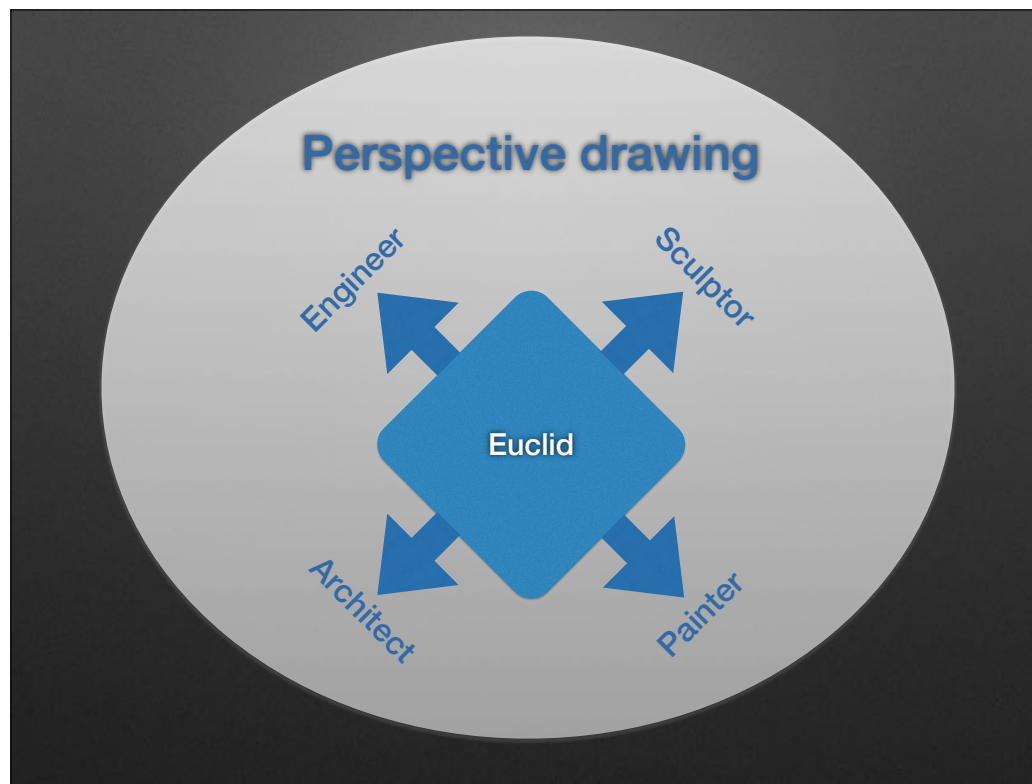 Perspective drawing
Engineer
Sculptor
Euclid
Architect
Painter